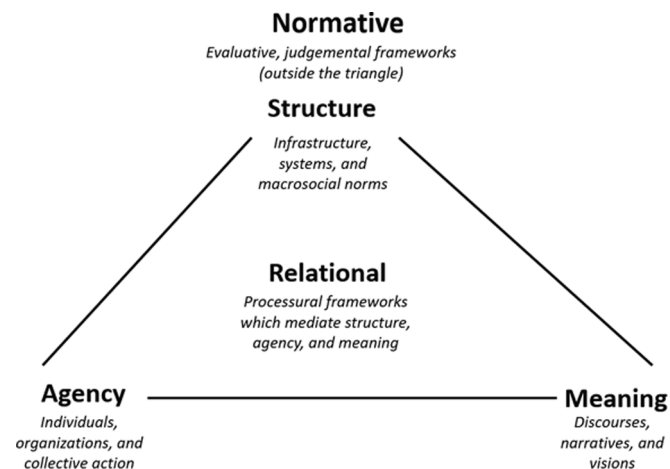 Normative
Evaluative, judgemental frameworks
(outside the triangle)
Structure
Infrastructure,
systems, and
macrosocial norms
Relational
Processural frameworks
which mediate structure,
agency, and meaning
Agency
Individuals,
organizations, and
collective action
Meaning
Discourses,
narratives, and
visions